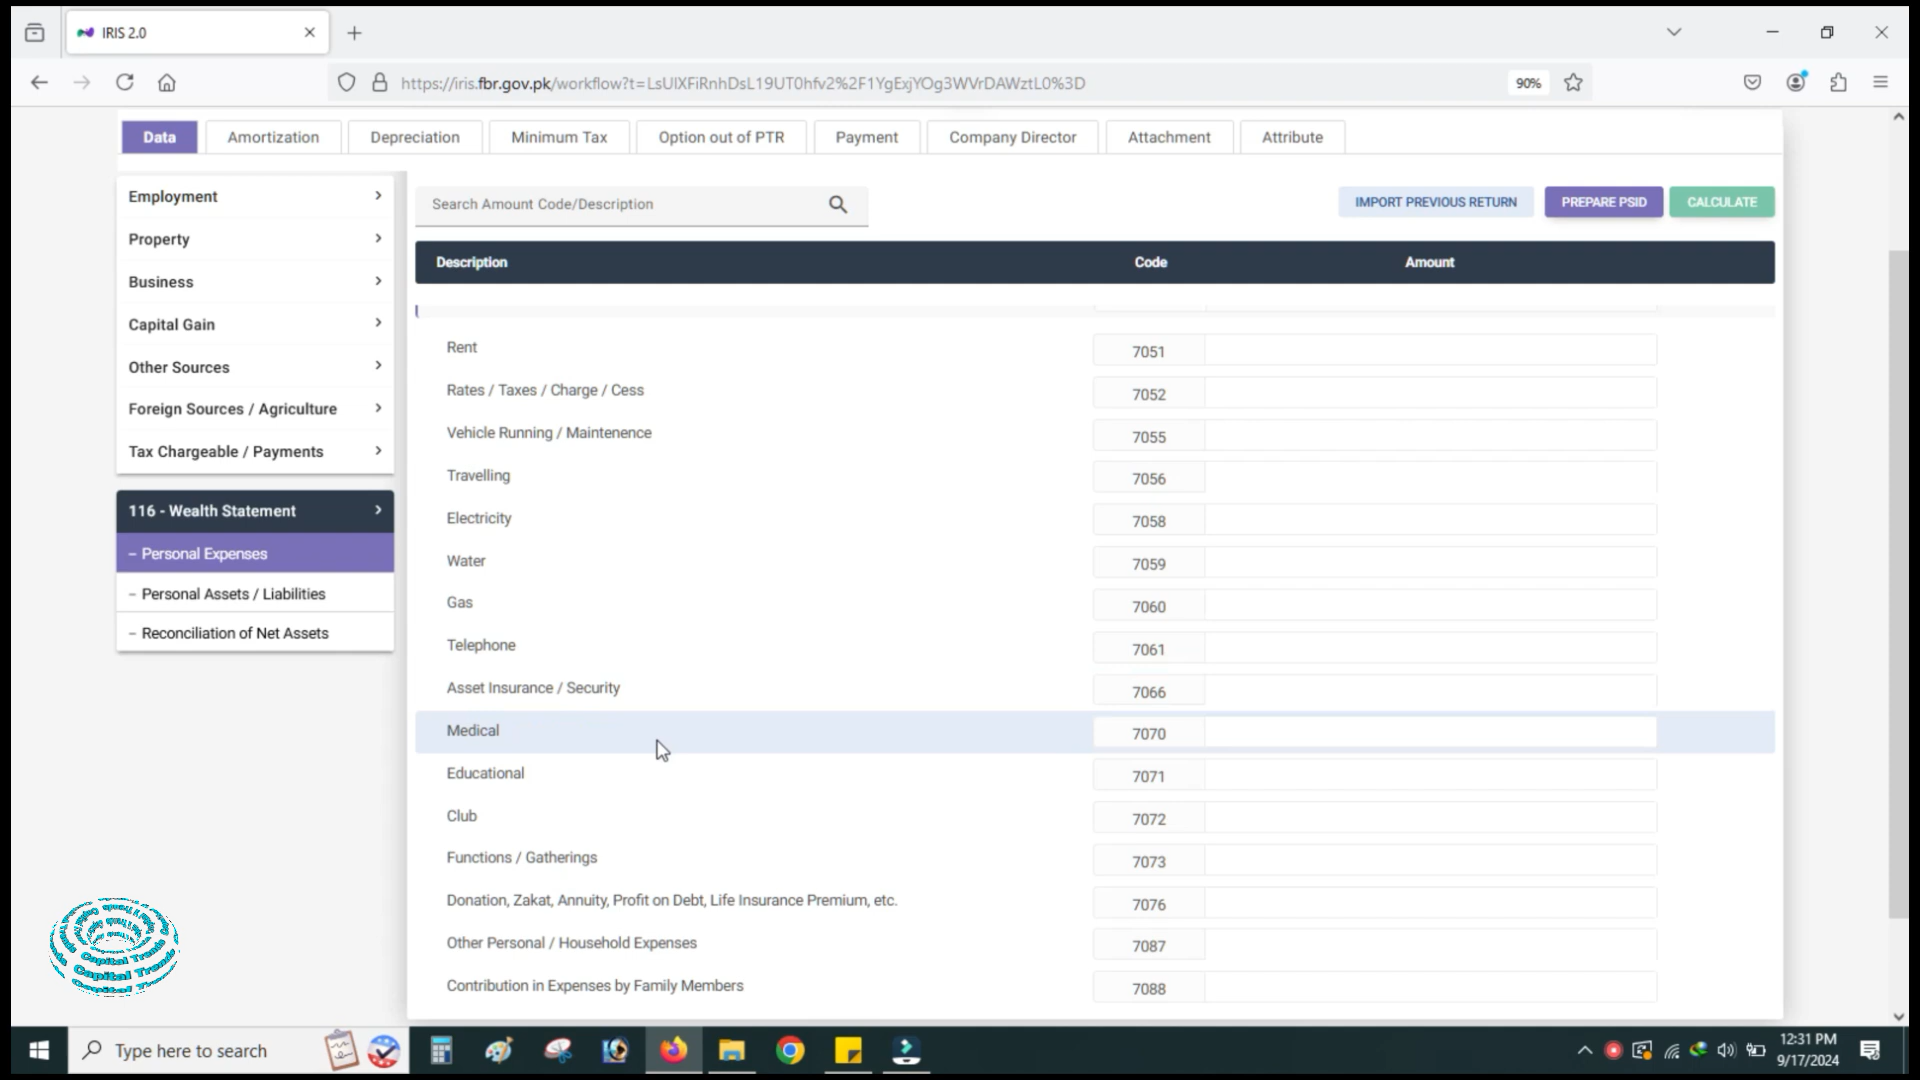 IRIS 2.0
https://iris.fbr.gov.pk/workflow?t=LsUlXFiRnhDsL19UT0hfv2%2F1YgExjYOg3WVrDAWztL0%3D
90%
Data
Amortization
Depreciation
Minimum Tax
Option out of PTR
Payment
Company Director
Attachment
Attribute
Employment
Property
Business
Capital Gain
Other Sources
Foreign Sources / Agriculture
Tax Chargeable / Payments
116 - Wealth Statement
– Personal Expenses
– Personal Assets / Liabilities
– Reconciliation of Net Assets
Search Amount Code/Description
IMPORT PREVIOUS RETURN
PREPARE PSID
CALCULATE
Description Code Amount
Rent 7051
Rates / Taxes / Charge / Cess 7052
Vehicle Running / Maintenence 7055
Travelling 7056
Electricity 7058
Water 7059
Gas 7060
Telephone 7061
Asset Insurance / Security 7066
Medical 7070
Educational 7071
Club 7072
Functions / Gatherings 7073
Donation, Zakat, Annuity, Profit on Debt, Life Insurance Premium, etc. 7076
Other Personal / Household Expenses 7087
Contribution in Expenses by Family Members 7088
Capital Trends
Capital Trends
Type here to search
12:31 PM
9/17/2024